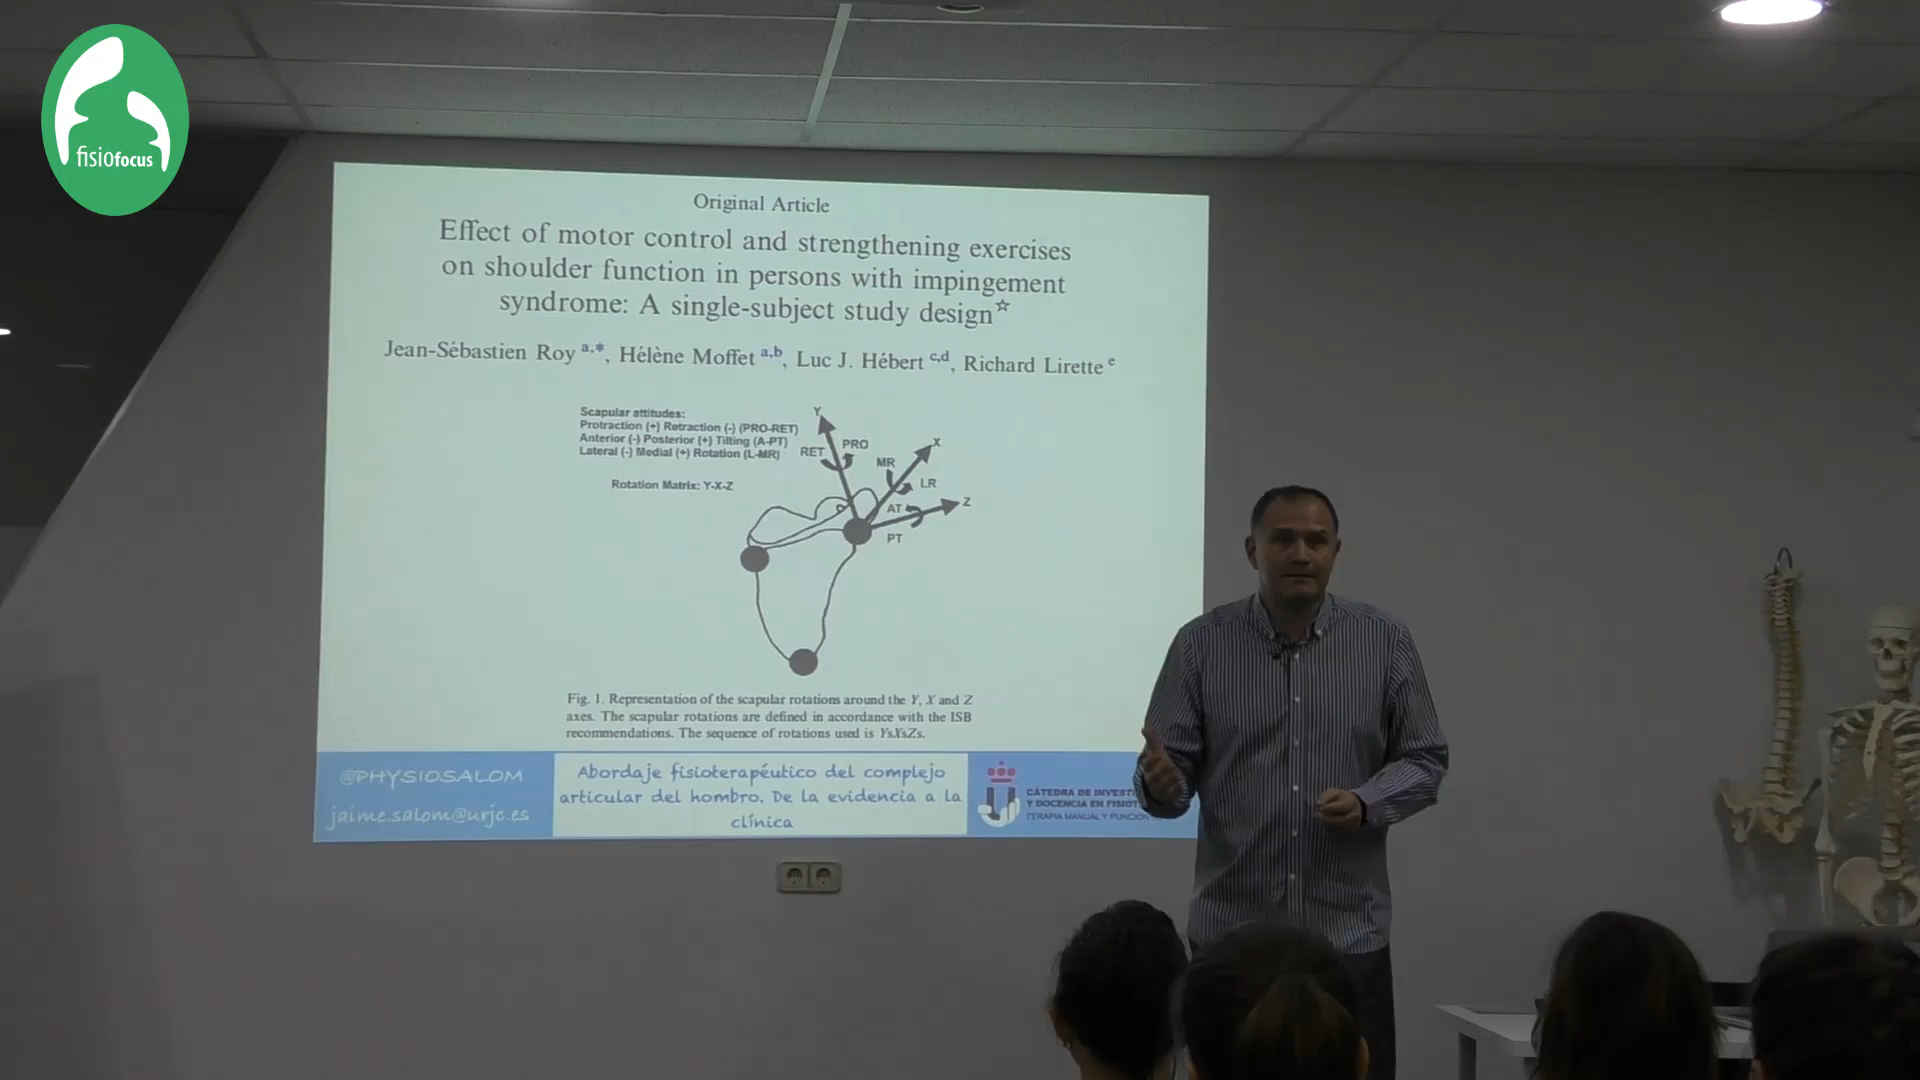 fisiofocus
Original Article
Effect of motor control and strengthening exercises
on shoulder function in persons with impingement
syndrome: A single-subject study design☆
Jean-Sébastien Roy a,*, Hélène Moffet a,b, Luc J. Hébert c,d, Richard Lirette e
Scapular attitudes:
Protraction (+) Retraction (-) (PRO-RET)
Anterior (-) Posterior (+) Tilting (A-PT)
Lateral (-) Medial (+) Rotation (L-MR)
Rotation Matrix: Y-X-Z
Y
RET
PRO
X
MR
LR
Z
AT
PT
Fig. 1. Representation of the scapular rotations around the Y, X and Z
axes. The scapular rotations are defined in accordance with the ISB
recommendations. The sequence of rotations used is YsXsZs.
@PHYSIOSALOM
jaime.salom@urjc.es
Abordaje fisioterapéutico del complejo
articular del hombro. De la evidencia a la
clínica
CÁTEDRA DE
Y DOCENCIA EN
TERAPIA MANUAL Y